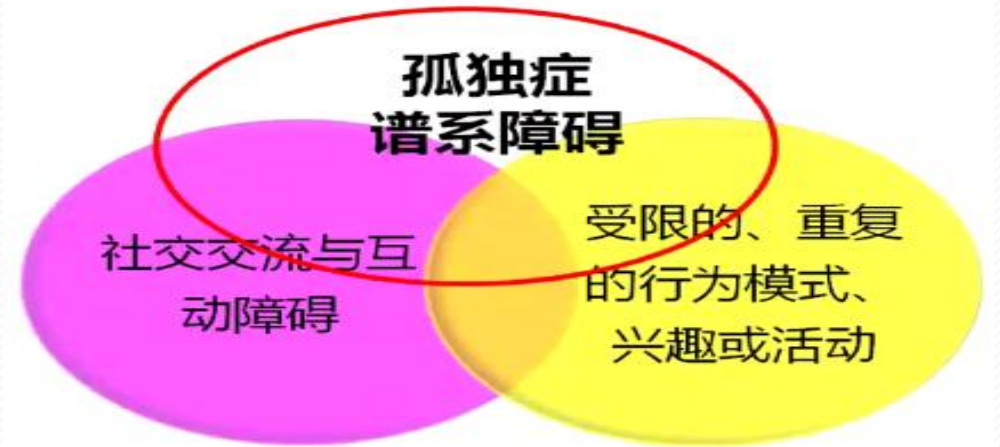 孤独症
谱系障碍
社交交流与互
动障碍
受限的、重复
的行为模式、
兴趣或活动